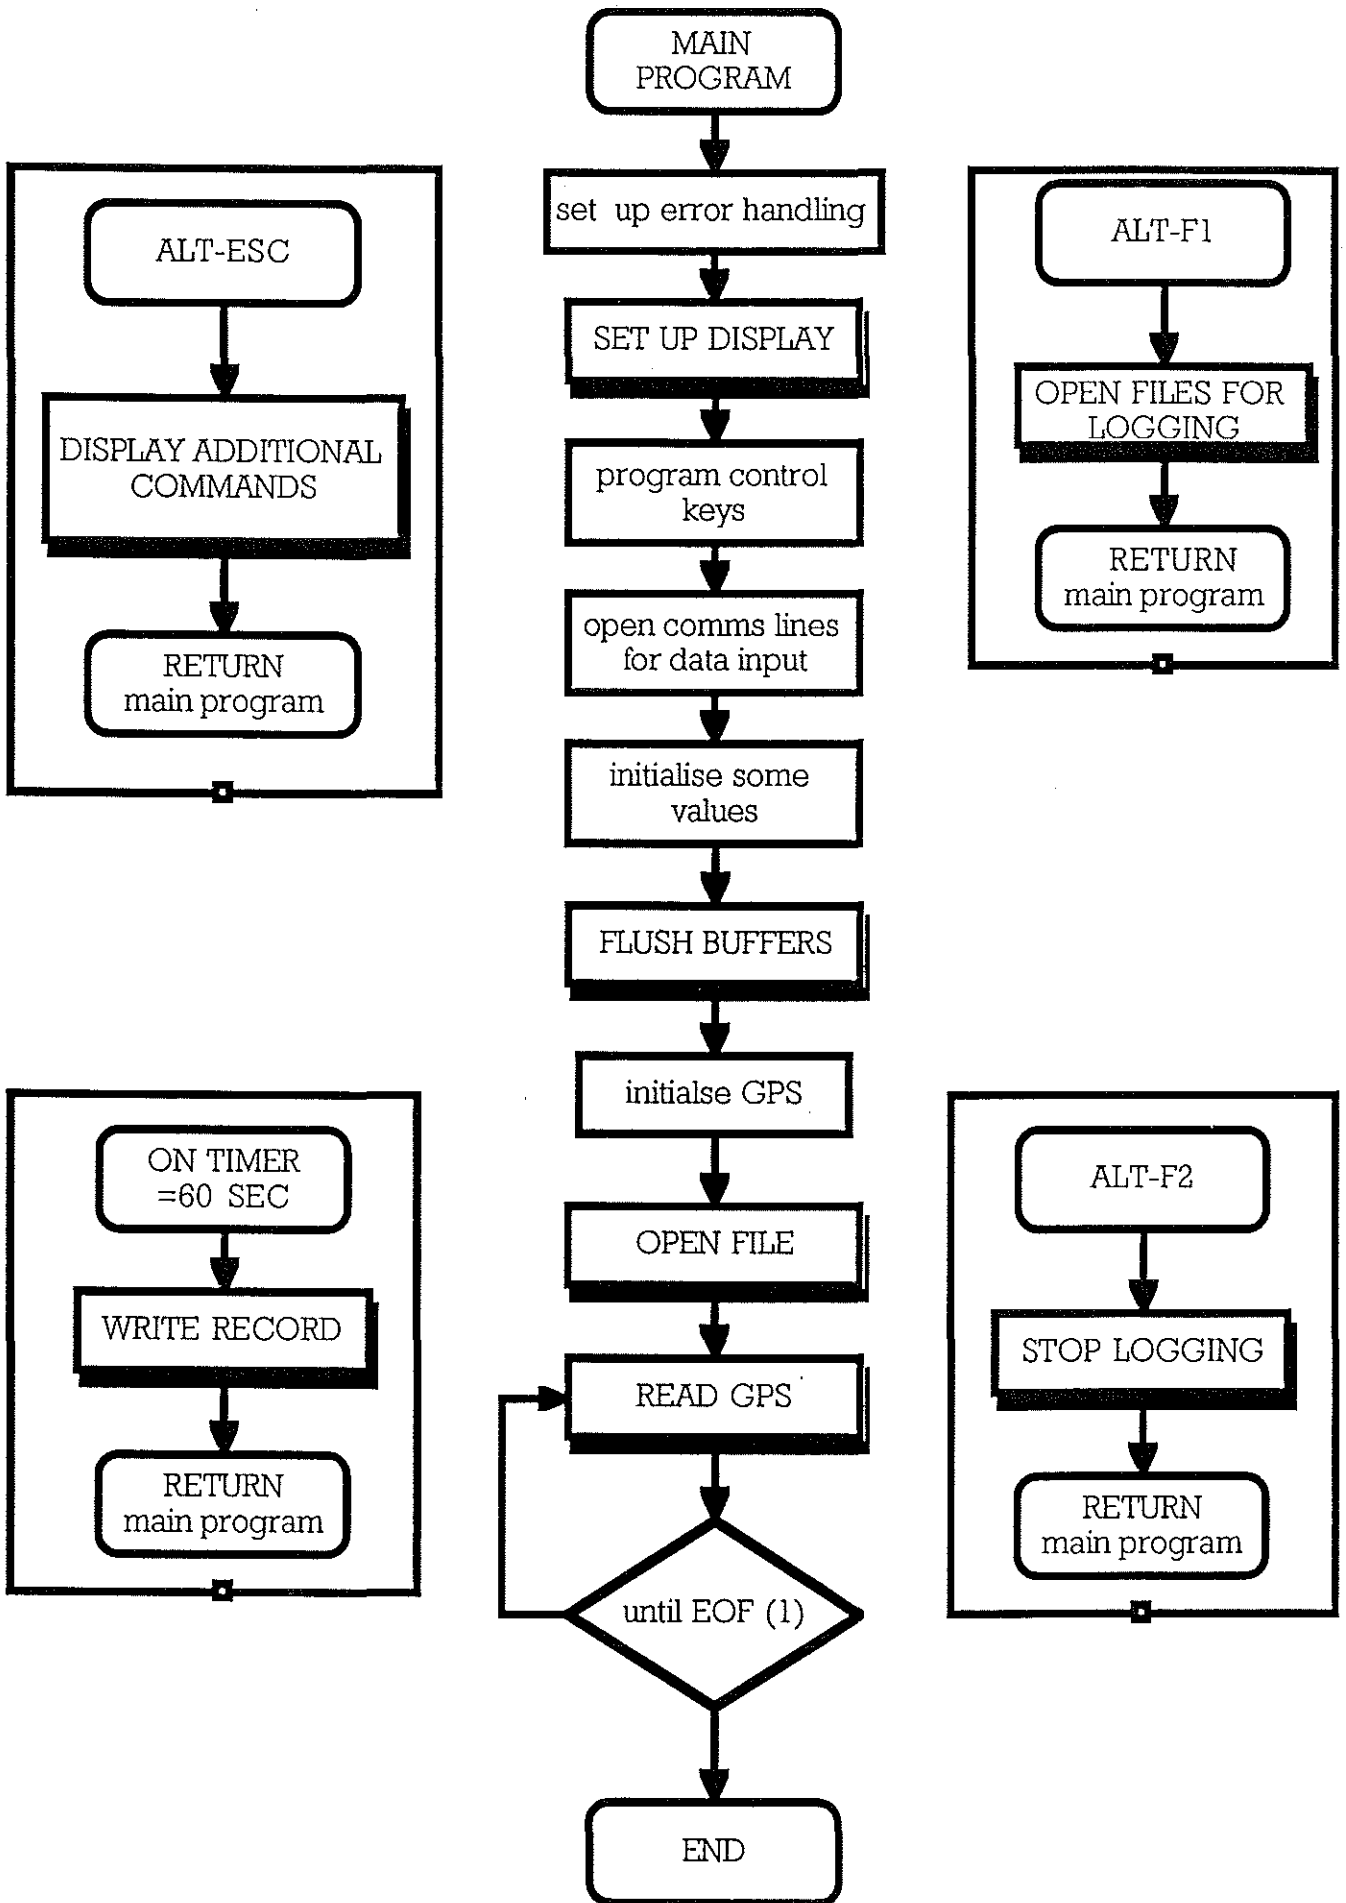 MAIN
PROGRAM
set up error handling
SET UP DISPLAY
program control
keys
open comms lines
for data input
initialise some
values
FLUSH BUFFERS
initialse GPS
OPEN FILE
READ GPS
until EOF (1)
END
ALT-ESC
DISPLAY ADDITIONAL
COMMANDS
RETURN
main program
ALT-F1
OPEN FILES FOR
LOGGING
RETURN
main program
ON TIMER
=60 SEC
WRITE RECORD
RETURN
main program
ALT-F2
STOP LOGGING
RETURN
main program